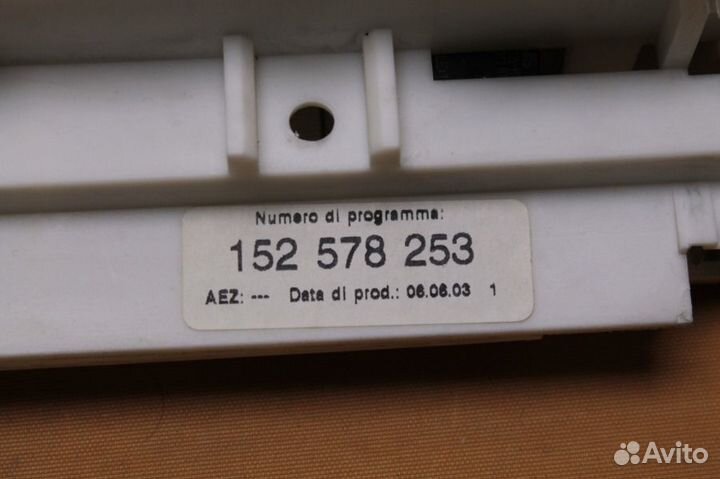 Numero di programma:
152 578 253
AEZ: --- Data di prod.: 06.06.03 1
Avito